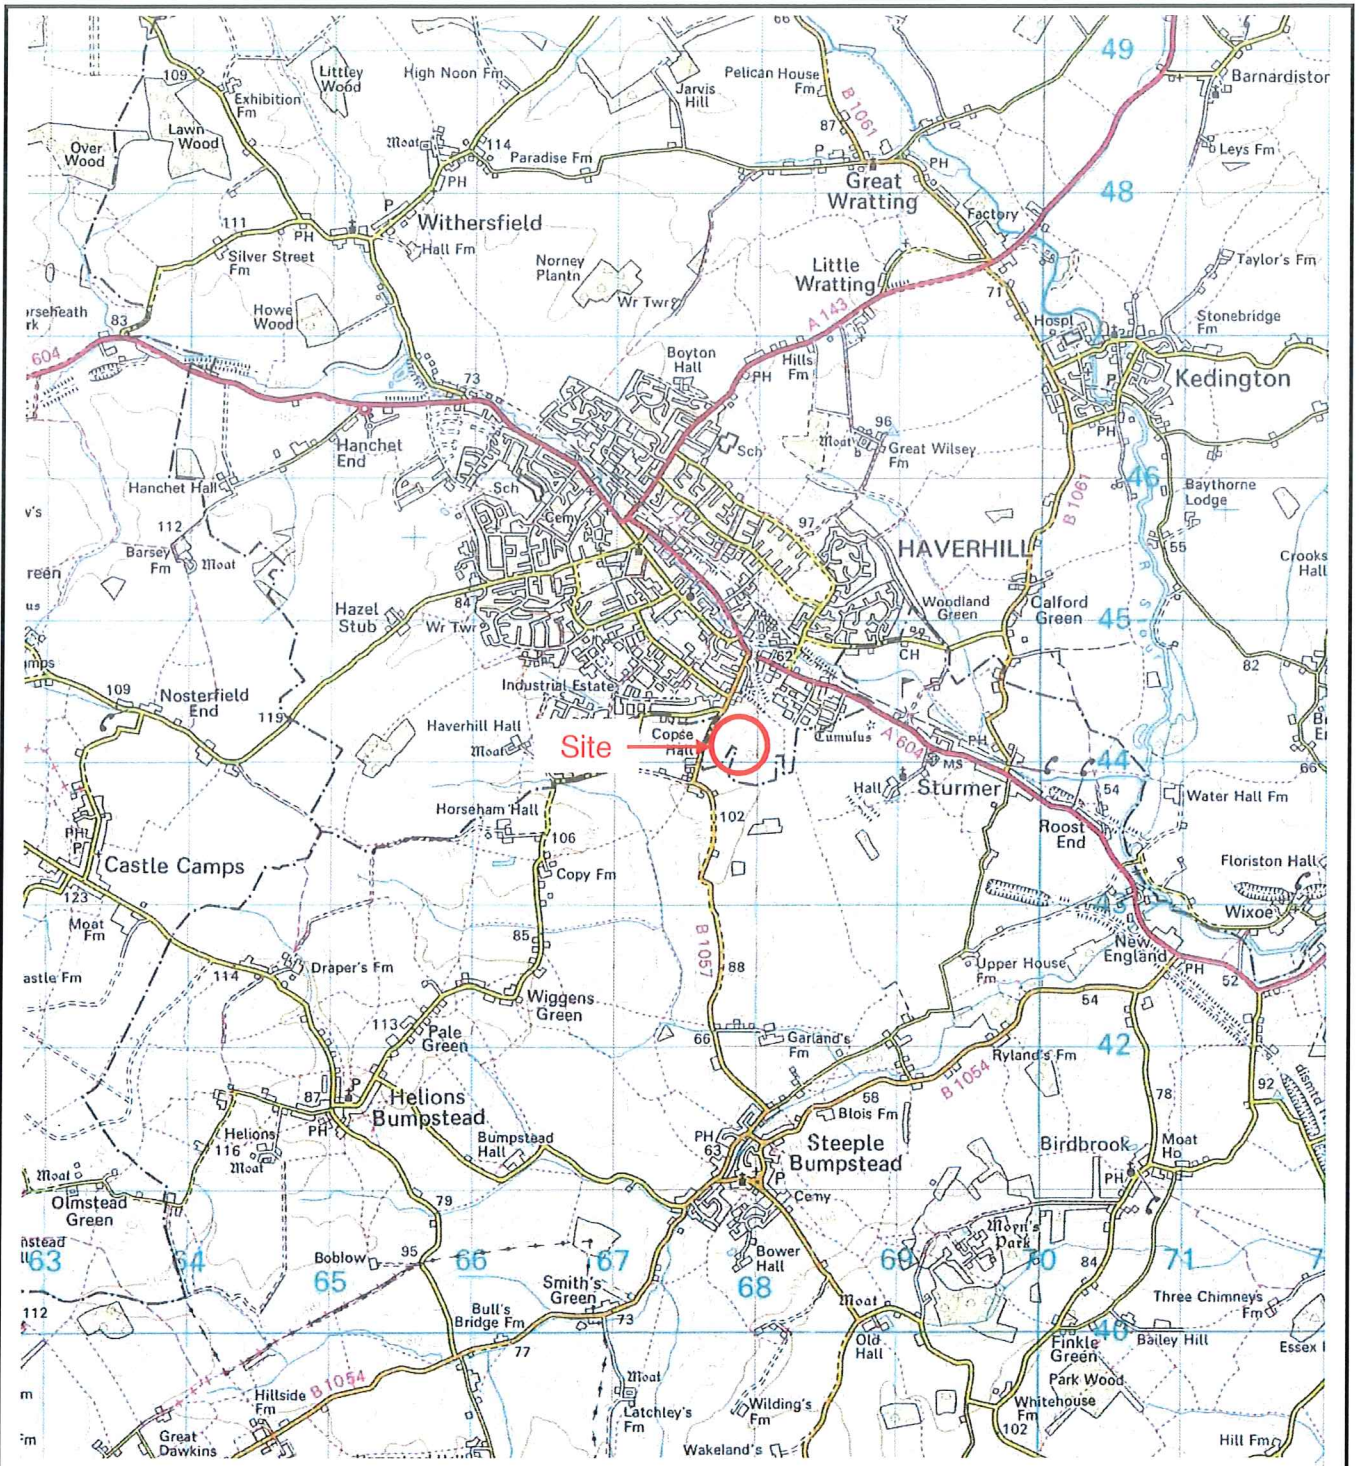 66
49
109
Littley
Wood
High Noon Fm
Pelican House
Fm
Jarvis
Hill
Barnardiston
Exhibition
Fm
B 1061
87
Lawn
Wood
Over
Wood
Moat
114
Paradise Fm
P
PH
Leys Fm
PH
Great
Wratting
48
P
Withersfield
Factory
111
PH
Hall Fm
Silver Street
Fm
Norney
Plantn
Little
Wratting
Taylor's Fm
Wr Twr
71
Howe
Wood
A 143
Hospl
Stonebridge
Fm
83
604
Boyton
Hall
Hills
Fm
PH
P
Kedington
73
Hanchet
End
Sch
Moat
96
Great Wilsey
Fm
PH
46
Hanchet Hall
Sch
Baythorne
Lodge
Cemy
97
B 1061
112
Barsey
Fm
Moat
HAVERHILL
55
Crooks
Hall
Hazel
Stub
84
Wr Twr
Woodland
Green
Calford
Green
45
99
CH
62
82
109
Nosterfield
End
119
Industrial Estate
Haverhill Hall
Moat
Copse
Hall
Site
Tumulus
A 604
PH
MS
44
Hall
Sturmer
54
Water Hall Fm
66
Horseham Hall
106
102
Roost
End
PH
P
Castle Camps
Copy Fm
Floriston Hall
123
Moat
Fm
43
Wixoe
85
B 1057
New
England
PH
114
Draper's Fm
88
Upper House
Fm
52
astle Fm
Wiggens
Green
54
113
Pale
Green
66
Garland's
Fm
42
Ryland's Fm
B 1054
87
P
Helions
Bumpstead
PH
58
Blois Fm
78
92
dismtd
Helions
116
Moat
Bumpstead
Hall
PH
63
Steeple
Bumpstead
P
Birdbrook
Moat
Ho
PH
Moat
Olmstead
Green
79
Cemy
Moyn's
Park
63
64
65
Boblow
95
66
67
Bower
Hall
68
69
70
71
84
Smith's
Green
112
Bull's
Bridge Fm
73
Moat
Old
Hall
Three Chimneys
Fm
77
40
Bailey Hill
Finkle
Green
Essex
B 1054
Hillside
Fm
Moat
Latchley's
Fm
Wilding's
Fm
Park Wood
Whitehouse
Fm
102
Great
Dawkins
Wakeland's
Hill Fm